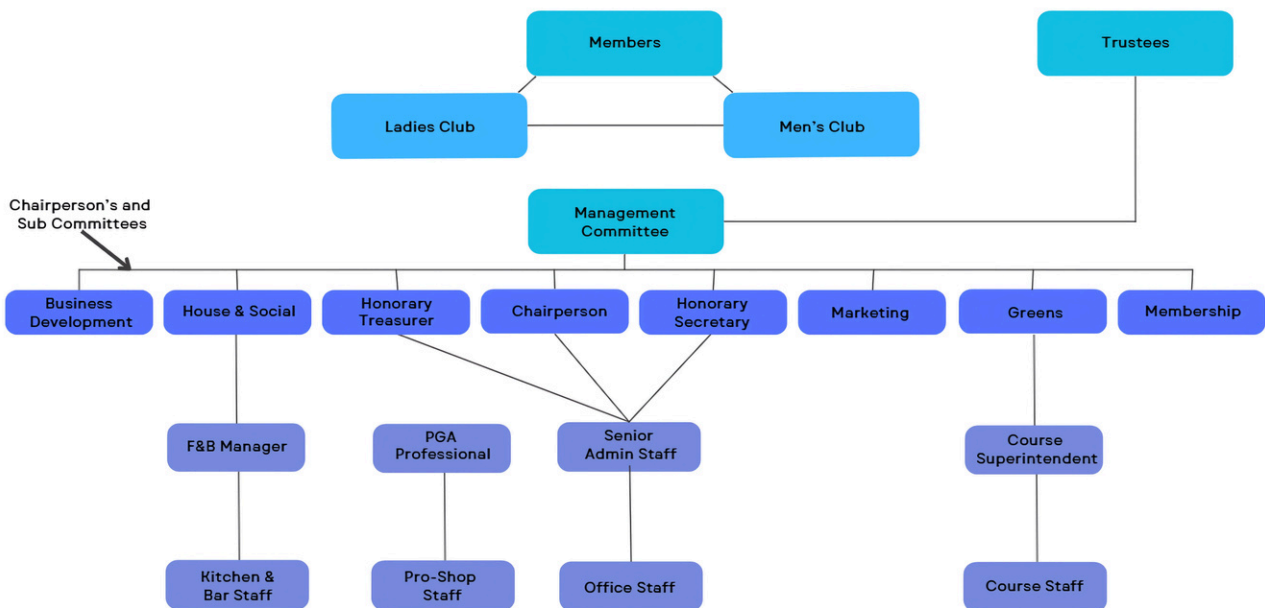 Members
Trustees
Ladies Club
Men's Club
Chairperson's and
Sub Committees
Management
Committee
Business
Development
House & Social
Honorary
Treasurer
Chairperson
Honorary
Secretary
Marketing
Greens
Membership
F&B Manager
PGA
Professional
Senior
Admin Staff
Course
Superintendent
Kitchen &
Bar Staff
Pro-Shop
Staff
Office Staff
Course Staff